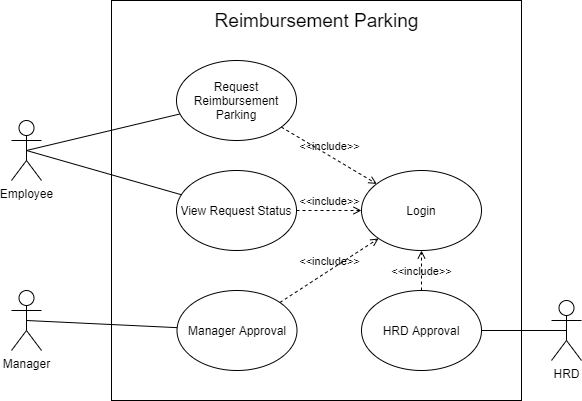 Reimbursement Parking
Request
Reimbursement
Parking
<<include>>
Employee
View Request Status
<<include>>
Login
<<include>>
<<include>>
Manager
Manager Approval
HRD Approval
HRD